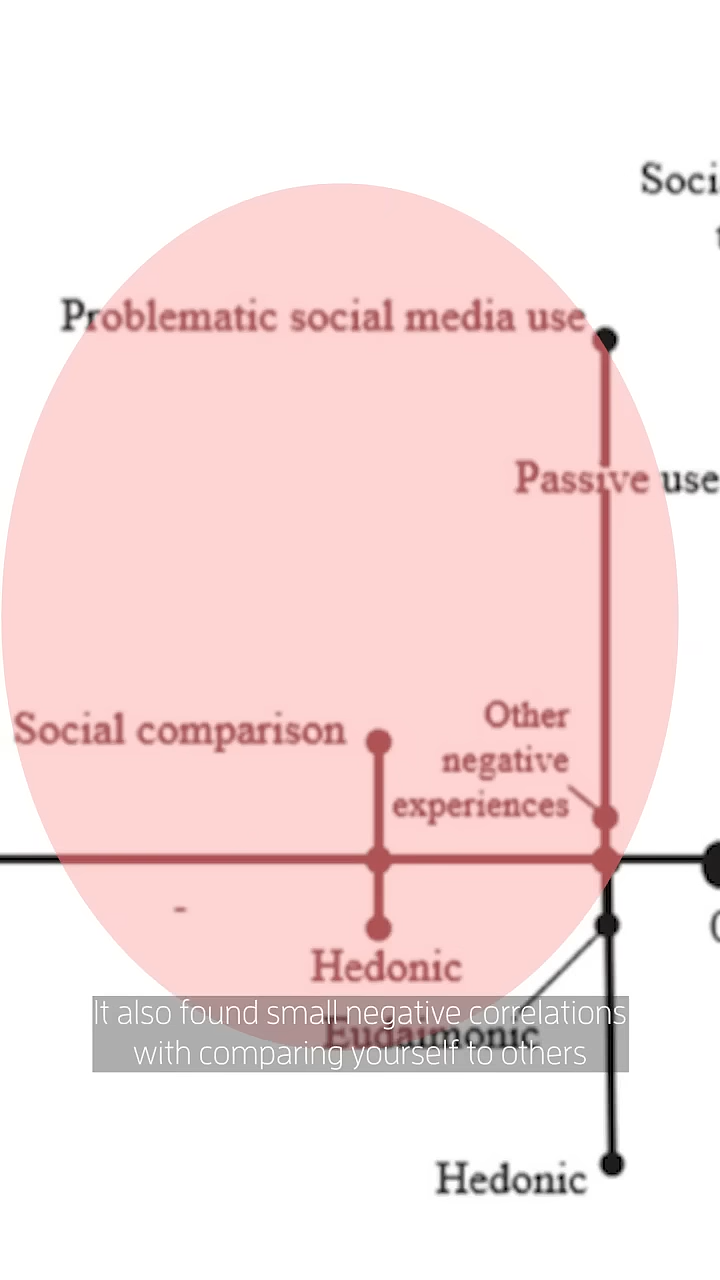 Soci
t
Problematic social media use
Passive use
Social comparison
Other
negative
experiences
-
Hedonic
Eudaimonic
It also found small negative correlations
with comparing yourself to others
Hedonic